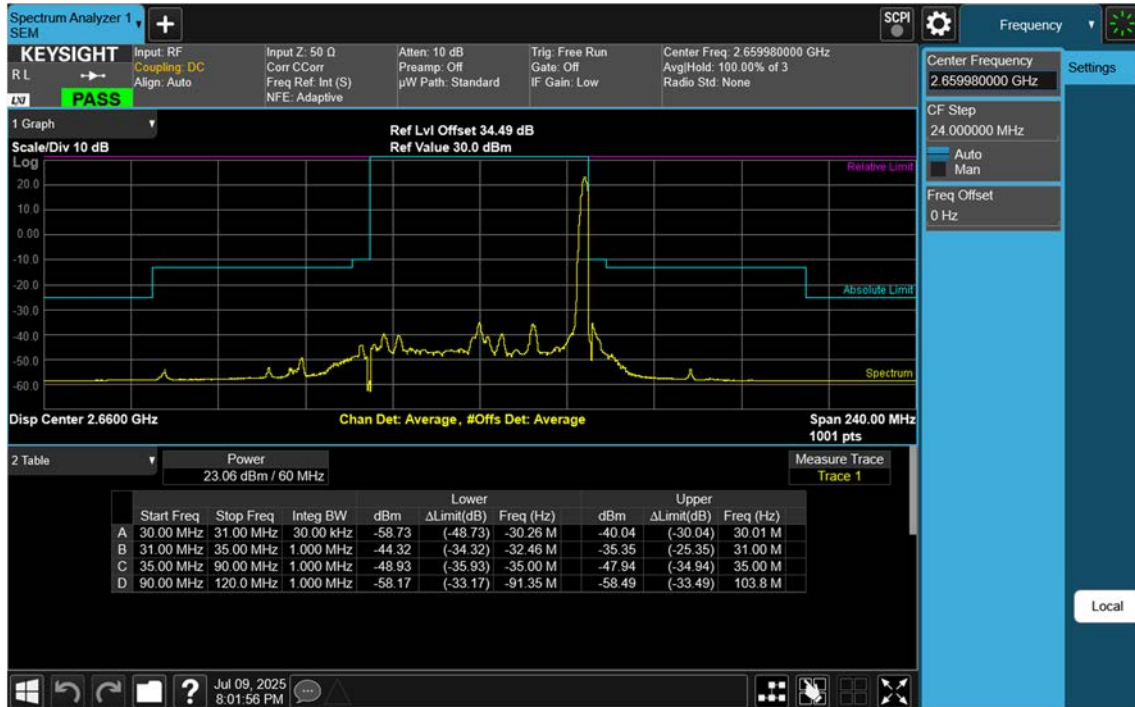 Spectrum Analyzer 1
SEM
SCPI
Frequency
KEYSIGHT
R L
LXI
PASS
Input: RF
Coupling: DC
Align: Auto
Input Z: 50 Ω
Corr CCorr
Freq Ref: Int (S)
NFE: Adaptive
Atten: 10 dB
Preamp: Off
µW Path: Standard
Trig: Free Run
Gate: Off
IF Gain: Low
Center Freq: 2.659980000 GHz
Avg|Hold: 100.00% of 3
Radio Std: None
Center Frequency
2.659980000 GHz
Settings
CF Step
24.000000 MHz
Auto
Man
Freq Offset
0 Hz
1 Graph
Scale/Div 10 dB
Ref Lvl Offset 34.49 dB
Ref Value 30.0 dBm
Log
Relative Limit
20.0
10.0
0.00
-10.0
-20.0
Absolute Limit
-30.0
-40.0
-50.0
Spectrum
-60.0
Disp Center 2.6600 GHz
Chan Det: Average, #Offs Det: Average
Span 240.00 MHz
1001 pts
2 Table
Power
23.06 dBm / 60 MHz
Measure Trace
Trace 1
Lower Upper
Start Freq Stop Freq Integ BW dBm ΔLimit(dB) Freq (Hz) dBm ΔLimit(dB) Freq (Hz)
A 30.00 MHz 31.00 MHz 30.00 kHz -58.73 (-48.73) -30.26 M -40.04 (-30.04) 30.01 M
B 31.00 MHz 35.00 MHz 1.000 MHz -44.32 (-34.32) -32.46 M -35.35 (-25.35) 31.00 M
C 35.00 MHz 90.00 MHz 1.000 MHz -48.93 (-35.93) -35.00 M -47.94 (-34.94) 35.00 M
D 90.00 MHz 120.0 MHz 1.000 MHz -58.17 (-33.17) -91.35 M -58.49 (-33.49) 103.8 M
Local
?
Jul 09, 2025
8:01:56 PM